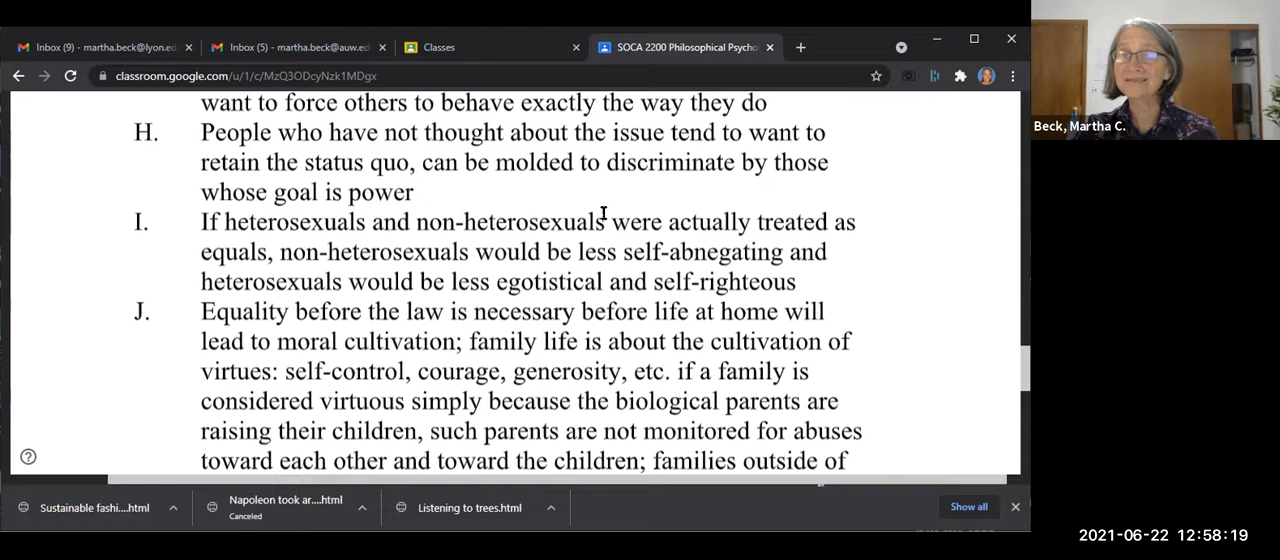 Inbox (9) - martha.beck@lyon.ed
Inbox (5) - martha.beck@auw.ed
Classes
SOCA 2200 Philosophical Psycho
classroom.google.com/u/1/c/MzQ3ODcyNzk1MDgx
want to force others to behave exactly the way they do
H. People who have not thought about the issue tend to want to
retain the status quo, can be molded to discriminate by those
whose goal is power
I. If heterosexuals and non-heterosexuals were actually treated as
equals, non-heterosexuals would be less self-abnegating and
heterosexuals would be less egotistical and self-righteous
J. Equality before the law is necessary before life at home will
lead to moral cultivation; family life is about the cultivation of
virtues: self-control, courage, generosity, etc. if a family is
considered virtuous simply because the biological parents are
raising their children, such parents are not monitored for abuses
toward each other and toward the children; families outside of
Sustainable fashi....html
Napoleon took ar....html
Canceled
Listening to trees.html
Show all
Beck, Martha C.
2021-06-22 12:58:19